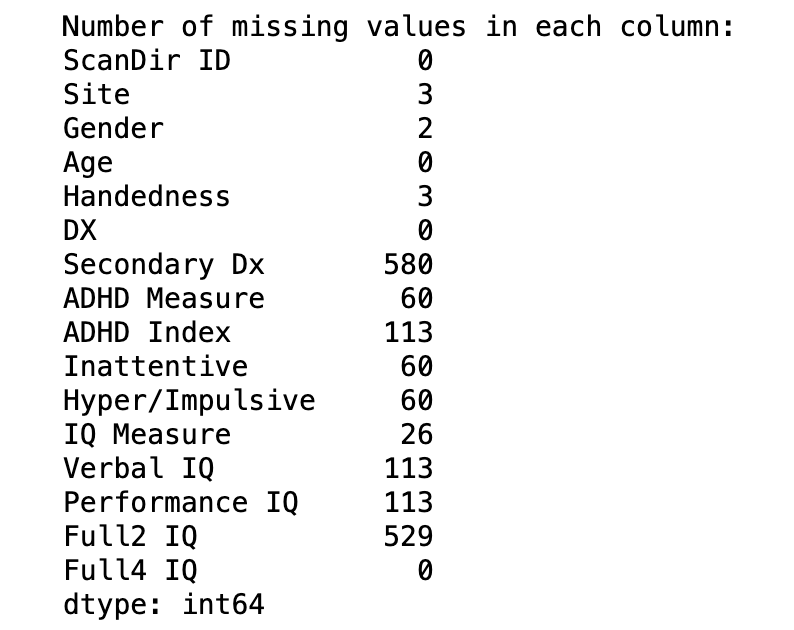 Number of missing values in each column:
ScanDir ID 0
Site 3
Gender 2
Age 0
Handedness 3
DX 0
Secondary Dx 580
ADHD Measure 60
ADHD Index 113
Inattentive 60
Hyper/Impulsive 60
IQ Measure 26
Verbal IQ 113
Performance IQ 113
Full2 IQ 529
Full4 IQ 0
dtype: int64